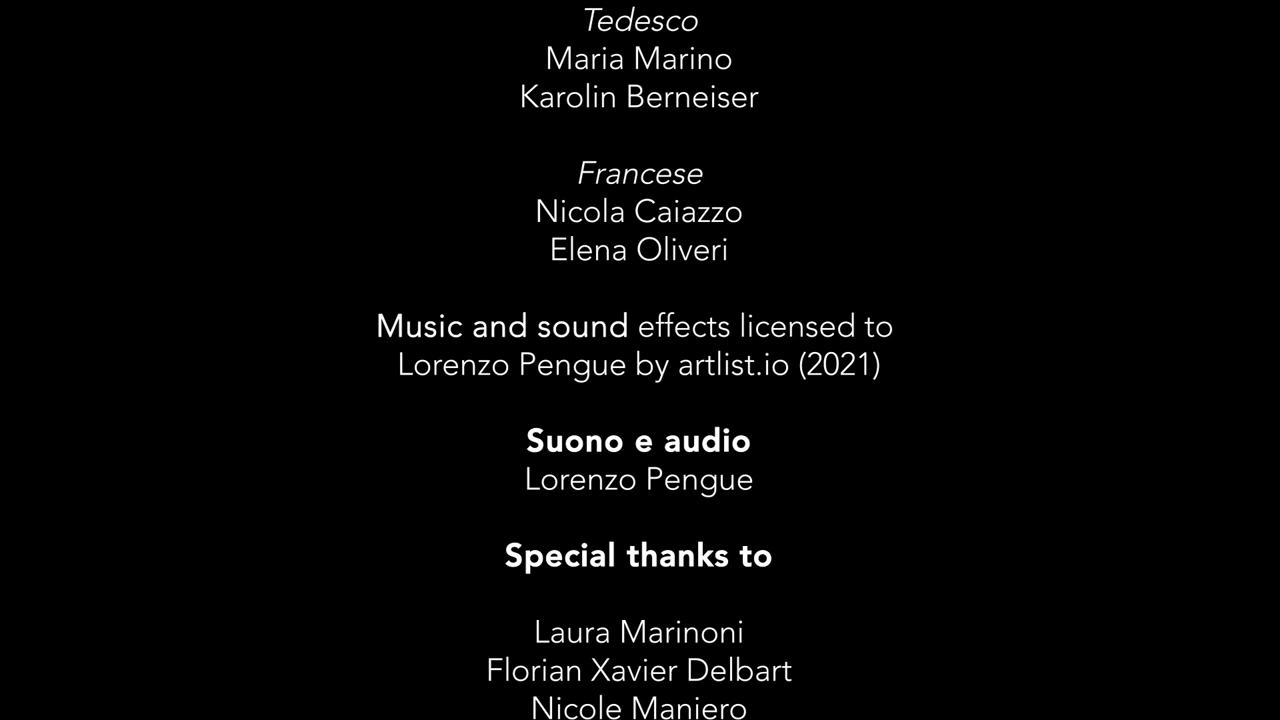 Tedesco
Maria Marino
Karolin Berneiser
Francese
Nicola Caiazzo
Elena Oliveri
Music and sound effects licensed to
Lorenzo Pengue by artlist.io (2021)
Suono e audio
Lorenzo Pengue
Special thanks to
Laura Marinoni
Florian Xavier Delbart
Nicole Maniero